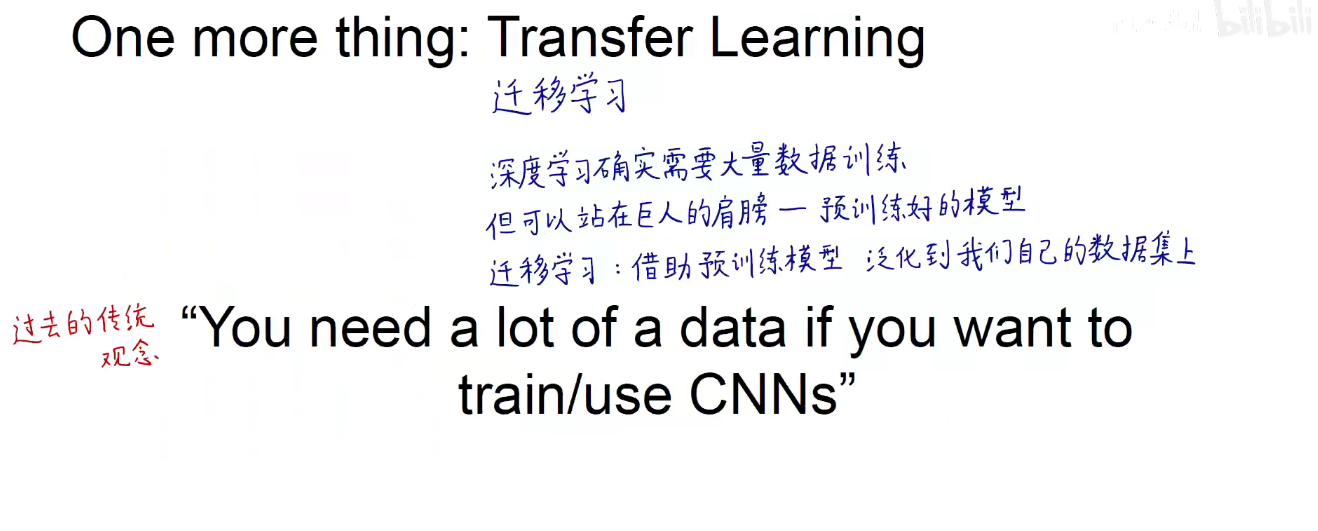 bilibili
One more thing: Transfer Learning
迁移学习
深度学习确实需要大量数据训练
但可以站在巨人的肩膀 — 预训练好的模型
迁移学习：借助预训练模型 泛化到我们自己的数据集上
过去的传统
观念
“You need a lot of a data if you want to
train/use CNNs”